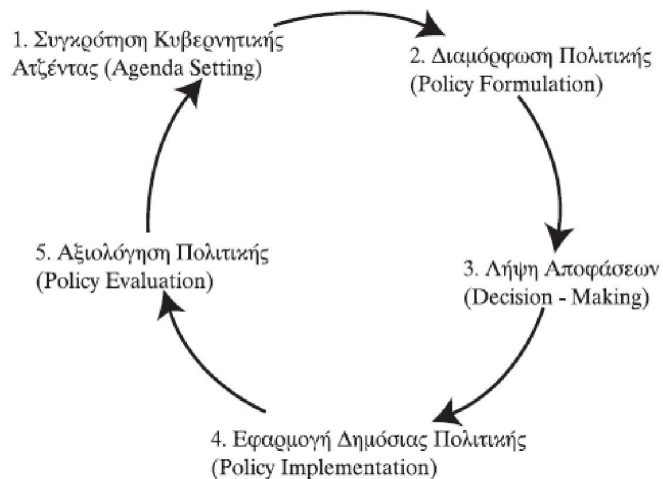 1. Συγκρότηση Κυβερνητικής
Ατζέντας (Agenda Setting)
2. Διαμόρφωση Πολιτικής
(Policy Formulation)
3. Λήψη Αποφάσεων
(Decision - Making)
4. Εφαρμογή Δημόσιας Πολιτικής
(Policy Implementation)
5. Αξιολόγηση Πολιτικής
(Policy Evaluation)